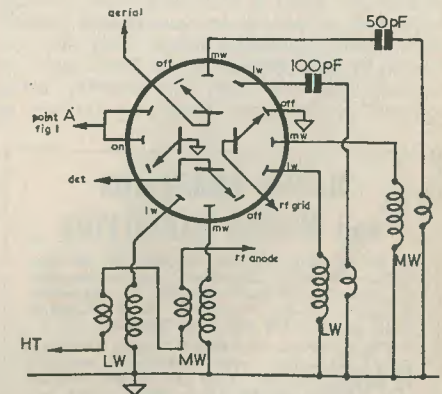 50pF
aerial
100pF
off
mw
lw
off
point A
fig 1
mw
on
lw
det
lw
rf grid
off
mw
rf anode
MW
LW
HT
LW
MW